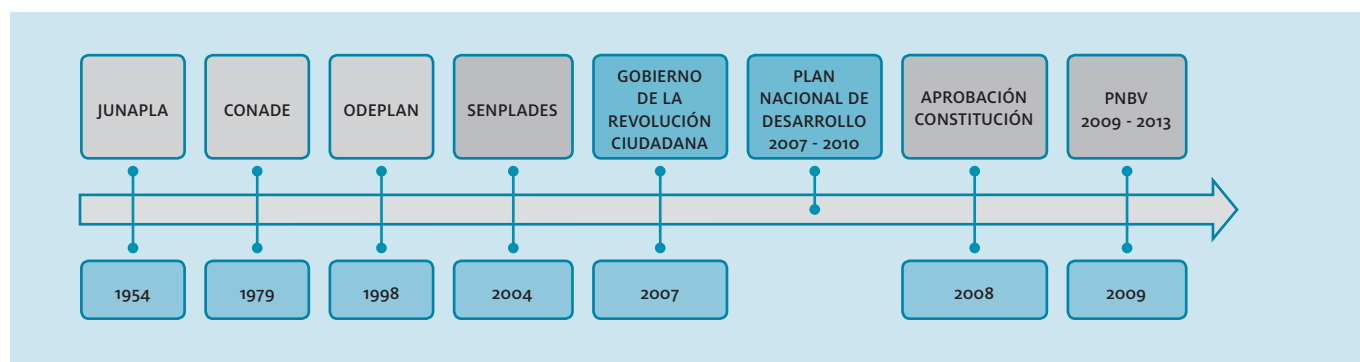 JUNAPLA
CONADE
ODEPLAN
SENPLADES
GOBIERNO
DE LA
REVOLUCIÓN
CIUDADANA
PLAN
NACIONAL DE
DESARROLLO
2007 - 2010
APROBACIÓN
CONSTITUCIÓN
PNBV
2009 - 2013
1954
1979
1998
2004
2007
2008
2009